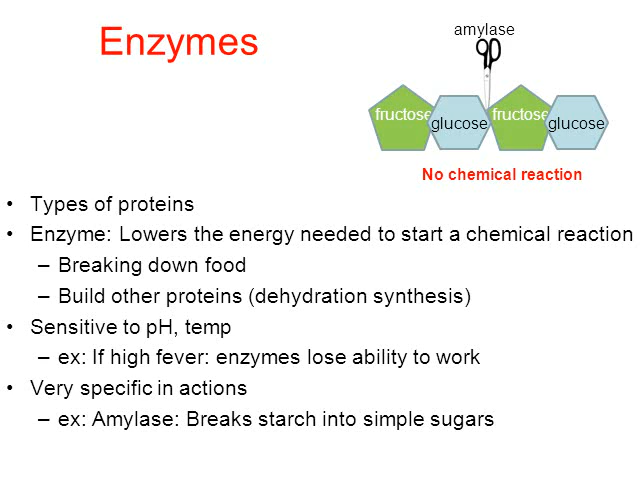 Enzymes
amylase
fructose
glucose
fructose
glucose
No chemical reaction
• Types of proteins
• Enzyme: Lowers the energy needed to start a chemical reaction
– Breaking down food
– Build other proteins (dehydration synthesis)
• Sensitive to pH, temp
– ex: If high fever: enzymes lose ability to work
• Very specific in actions
– ex: Amylase: Breaks starch into simple sugars